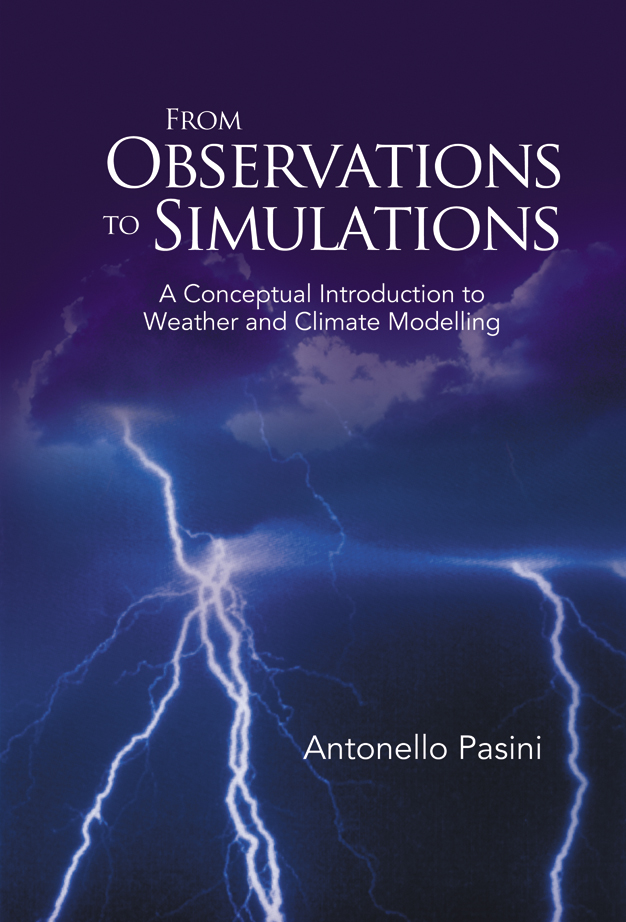 From
Observations
to Simulations
A Conceptual Introduction to
Weather and Climate Modelling
Antonello Pasini